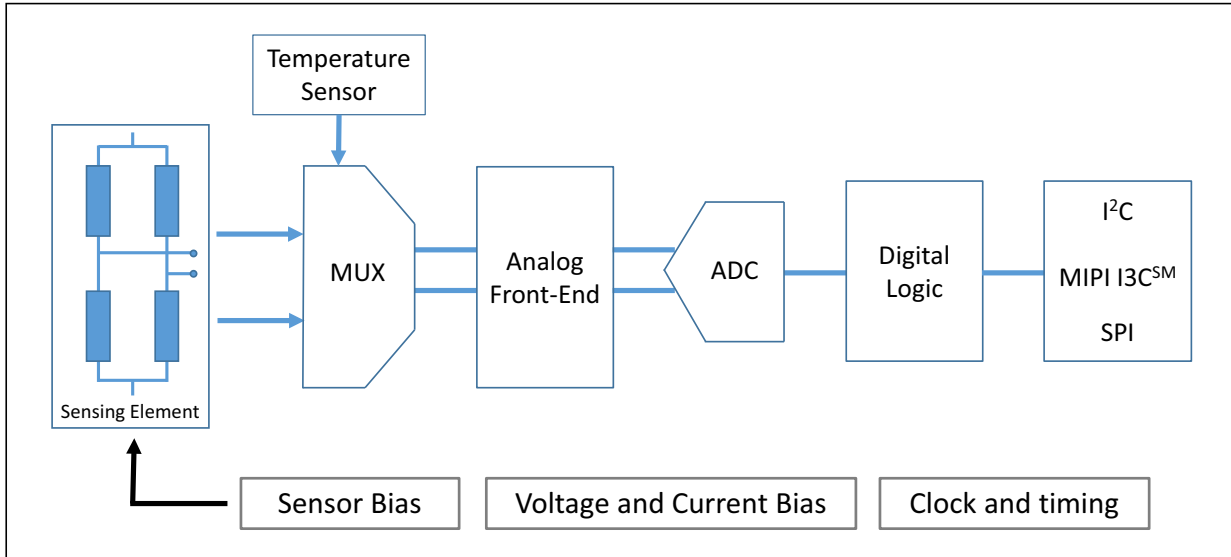 Temperature
Sensor
Sensing Element
MUX
Analog
Front-End
ADC
Digital
Logic
I²C
MIPI I3Cˢᴹ
SPI
Sensor Bias
Voltage and Current Bias
Clock and timing